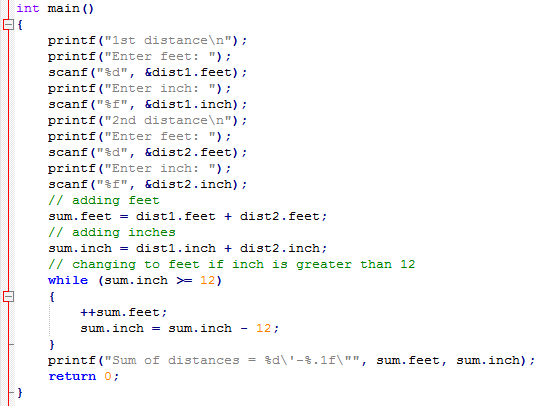 int main()
{
    printf("1st distance\n");
    printf("Enter feet: ");
    scanf("%d", &dist1.feet);
    printf("Enter inch: ");
    scanf("%f", &dist1.inch);
    printf("2nd distance\n");
    printf("Enter feet: ");
    scanf("%d", &dist2.feet);
    printf("Enter inch: ");
    scanf("%f", &dist2.inch);
    // adding feet
    sum.feet = dist1.feet + dist2.feet;
    // adding inches
    sum.inch = dist1.inch + dist2.inch;
    // changing to feet if inch is greater than 12
    while (sum.inch >= 12)
    {
        ++sum.feet;
        sum.inch = sum.inch - 12;
    }
    printf("Sum of distances = %d\'-%.1f\"", sum.feet, sum.inch);
    return 0;
}